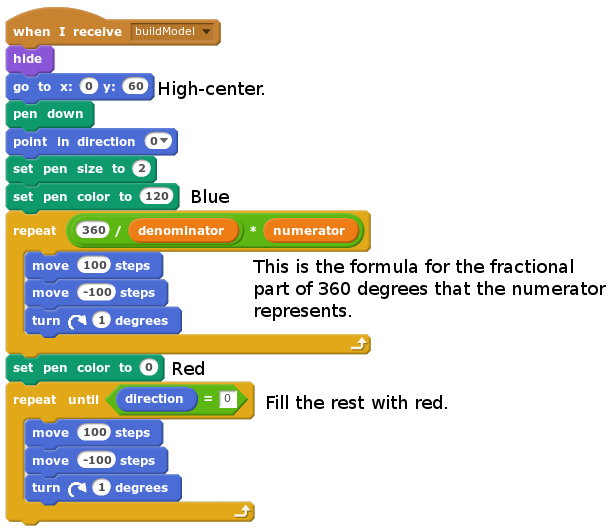 when I receive buildModel
hide
go to x: 0 y: 60 High-center.
pen down
point in direction 0
set pen size to 2
set pen color to 120 Blue
repeat 360 / denominator * numerator
move 100 steps
move -100 steps
turn 1 degrees
This is the formula for the fractional
part of 360 degrees that the numerator
represents.
set pen color to 0 Red
repeat until direction = 0 Fill the rest with red.
move 100 steps
move -100 steps
turn 1 degrees